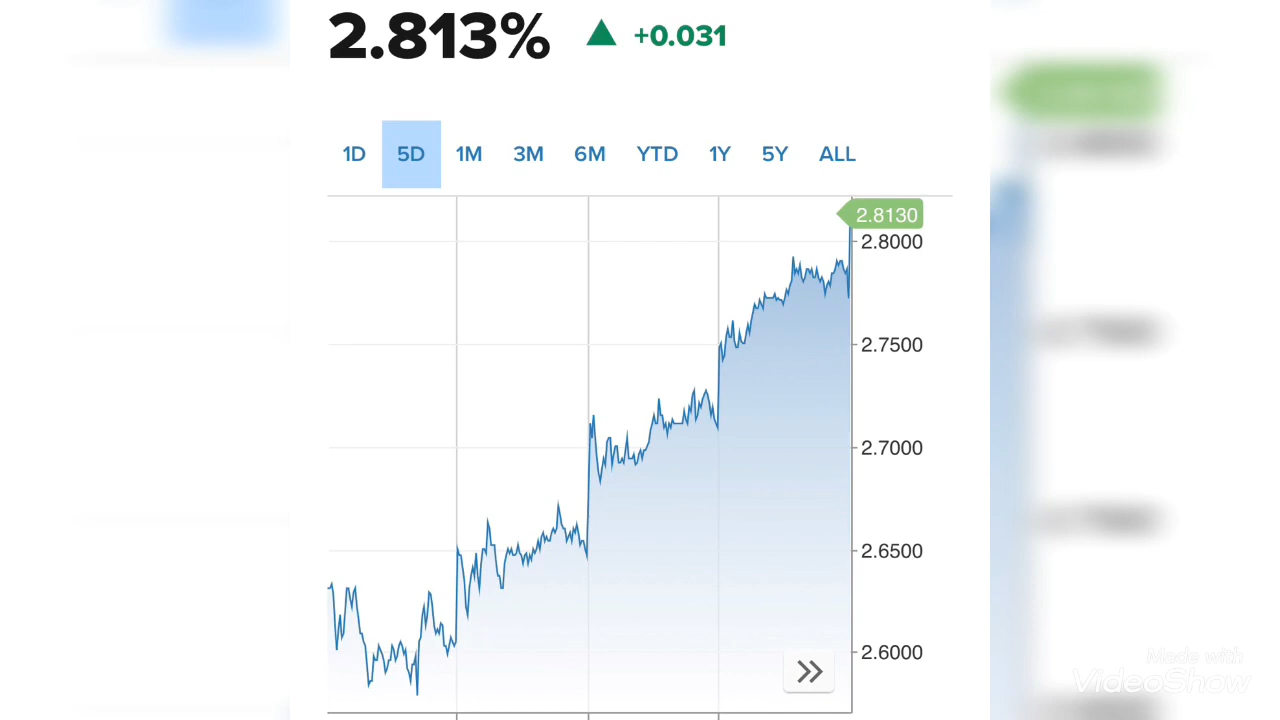 2.813% ▲ +0.031
1D 5D 1M 3M 6M YTD 1Y 5Y ALL
2.8130
2.8000
2.7500
2.7000
2.6500
2.6000
Made with
VideoShow